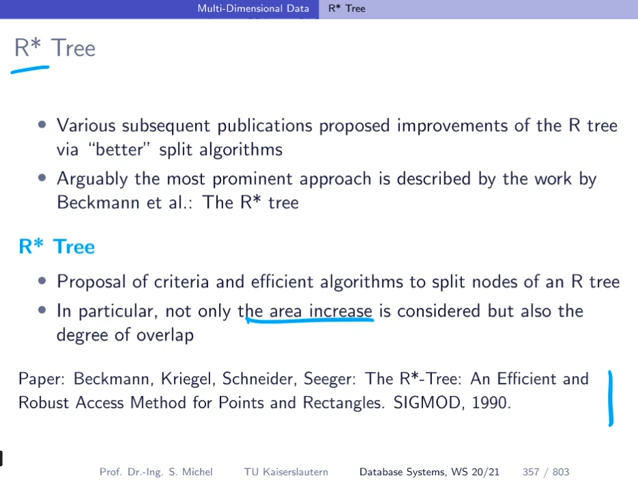 Multi-Dimensional Data R* Tree
R* Tree
• Various subsequent publications proposed improvements of the R tree
via “better” split algorithms
• Arguably the most prominent approach is described by the work by
Beckmann et al.: The R* tree
R* Tree
• Proposal of criteria and efficient algorithms to split nodes of an R tree
• In particular, not only the area increase is considered but also the
degree of overlap
Paper: Beckmann, Kriegel, Schneider, Seeger: The R*-Tree: An Efficient and
Robust Access Method for Points and Rectangles. SIGMOD, 1990.
Prof. Dr.-Ing. S. Michel TU Kaiserslautern Database Systems, WS 20/21 357 / 803